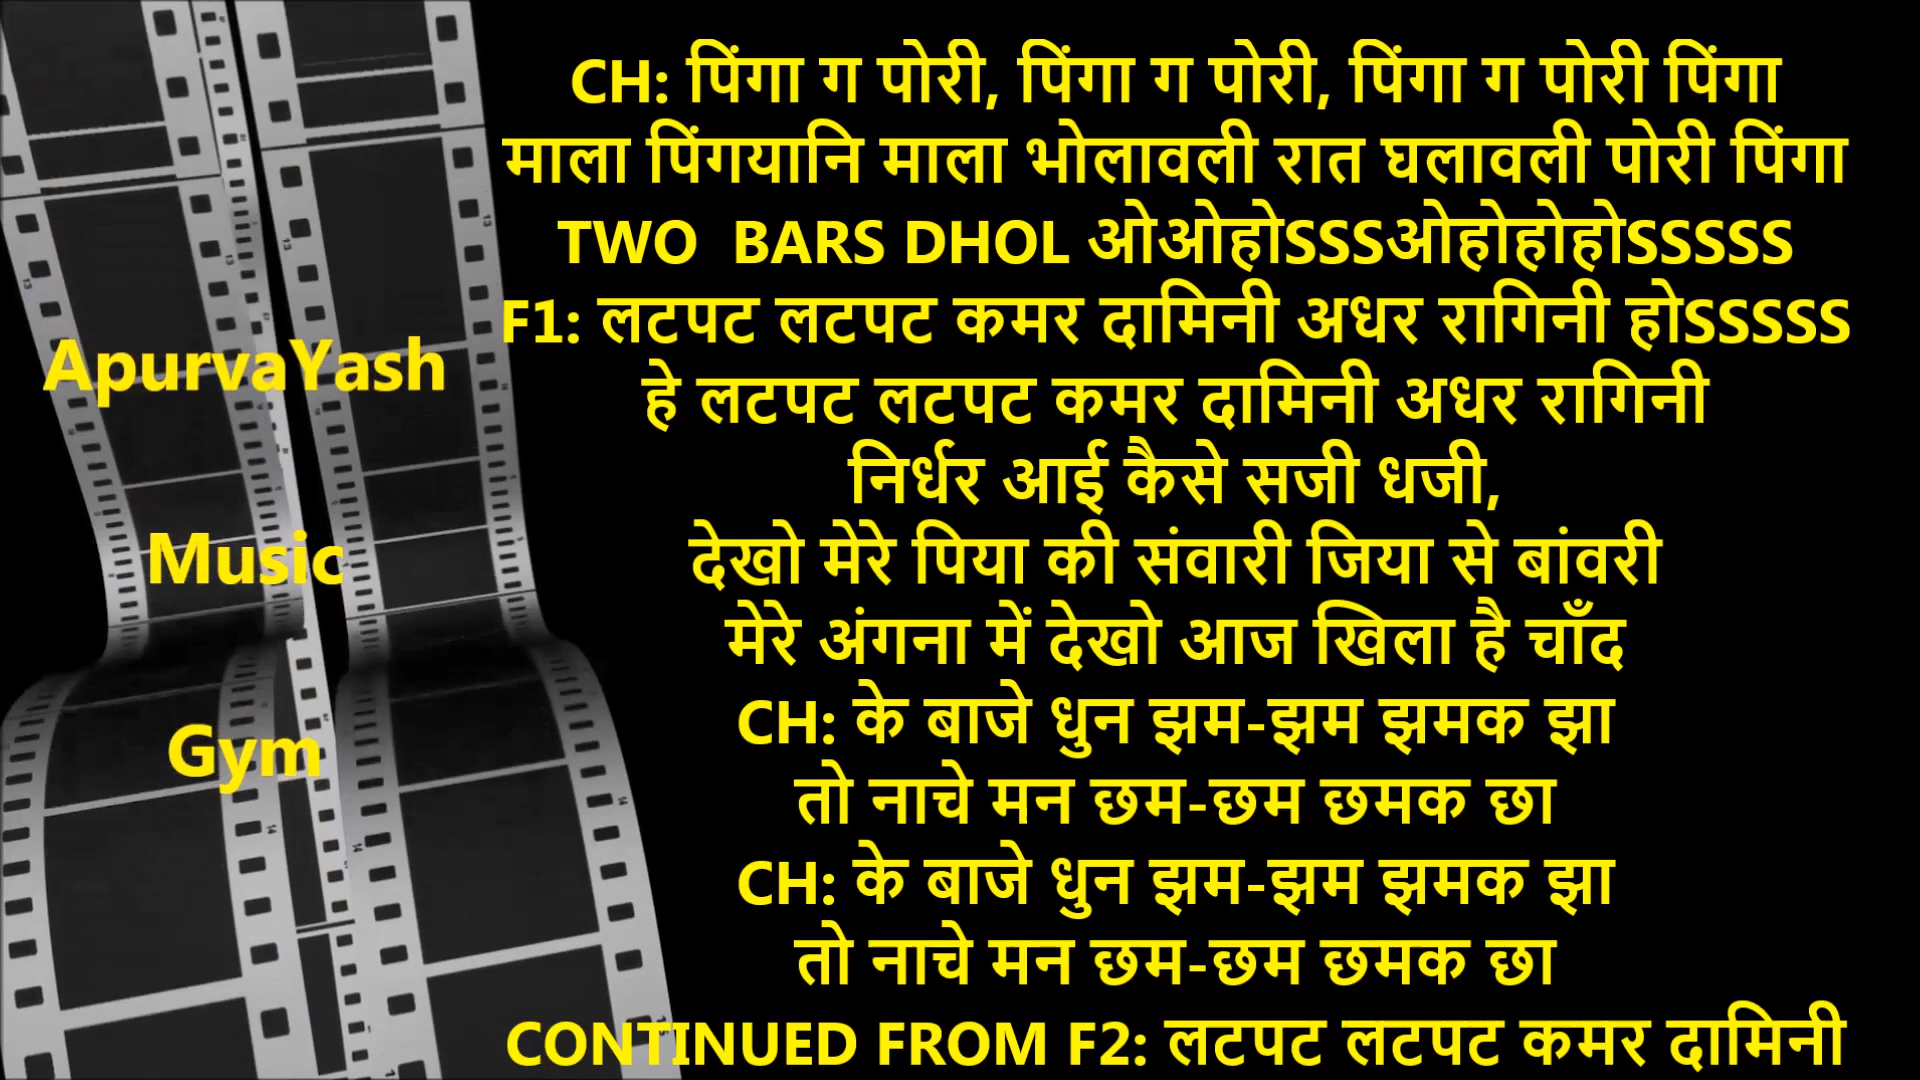 CH: पिंगा ग पोरी, पिंगा ग पोरी, पिंगा ग पोरी पिंगा
माला पिंगयानि माला भोलावली रात घलावली पोरी पिंगा
TWO  BARS DHOL ओओहोSSSओहोहोहोSSSSS
F1: लटपट लटपट कमर दामिनी अधर रागिनी होSSSSS
हे लटपट लटपट कमर दामिनी अधर रागिनी
निर्धर आई कैसे सजी धजी,
देखो मेरे पिया की संवारी जिया से बांवरी
मेरे अंगना में देखो आज खिला है चाँद
CH: के बाजे धुन झम-झम झमक झा
तो नाचे मन छम-छम छमक छा
CH: के बाजे धुन झम-झम झमक झा
तो नाचे मन छम-छम छमक छा
CONTINUED FROM F2: लटपट लटपट कमर दामिनी
ApurvaYash
Music
Gym